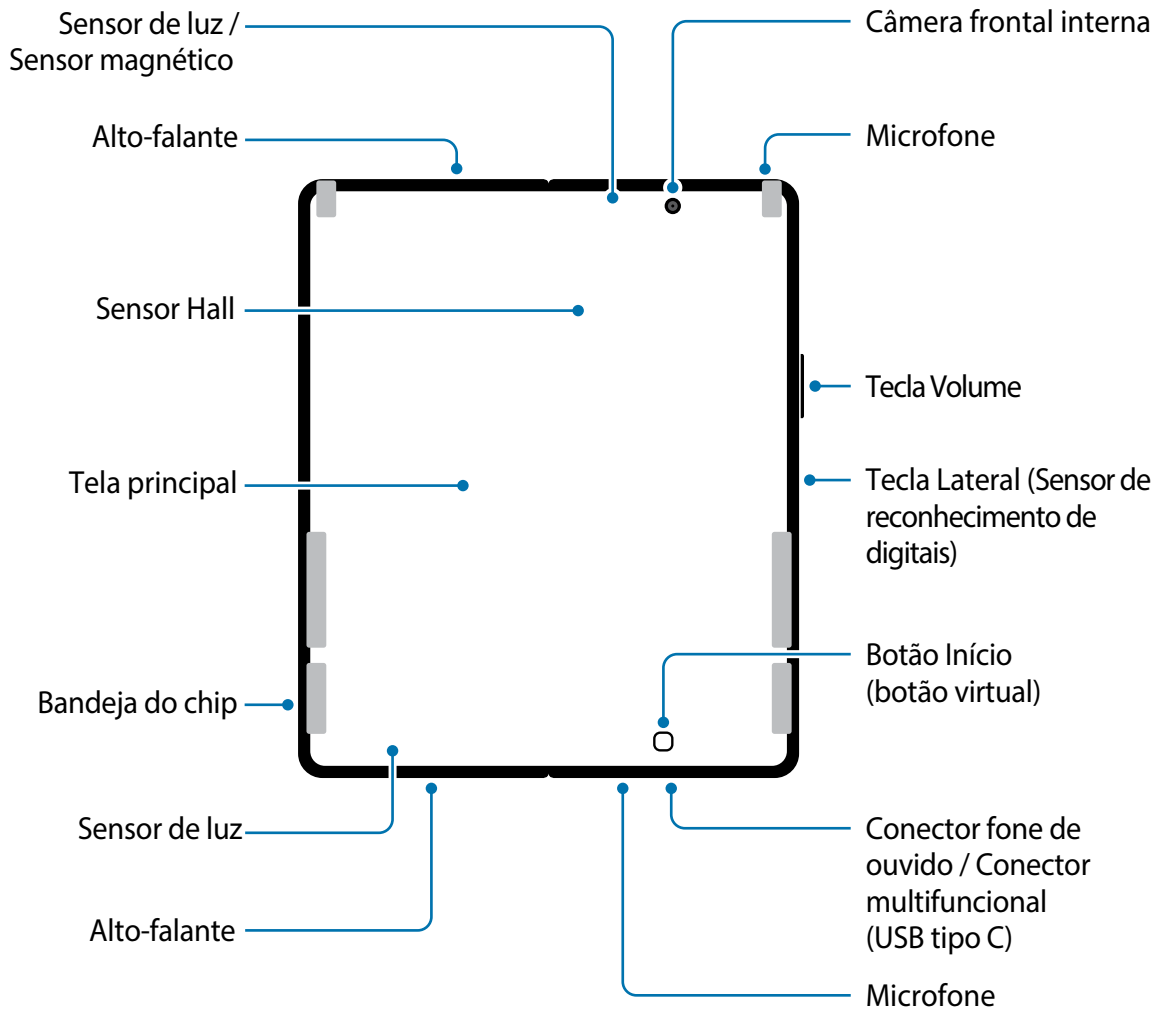 Sensor de luz /
Sensor magnético
Câmera frontal interna
Alto-falante
Microfone
Sensor Hall
Tecla Volume
Tela principal
Tecla Lateral (Sensor de
reconhecimento de
digitais)
Botão Início
(botão virtual)
Bandeja do chip
Sensor de luz
Conector fone de
ouvido / Conector
multifuncional
(USB tipo C)
Alto-falante
Microfone